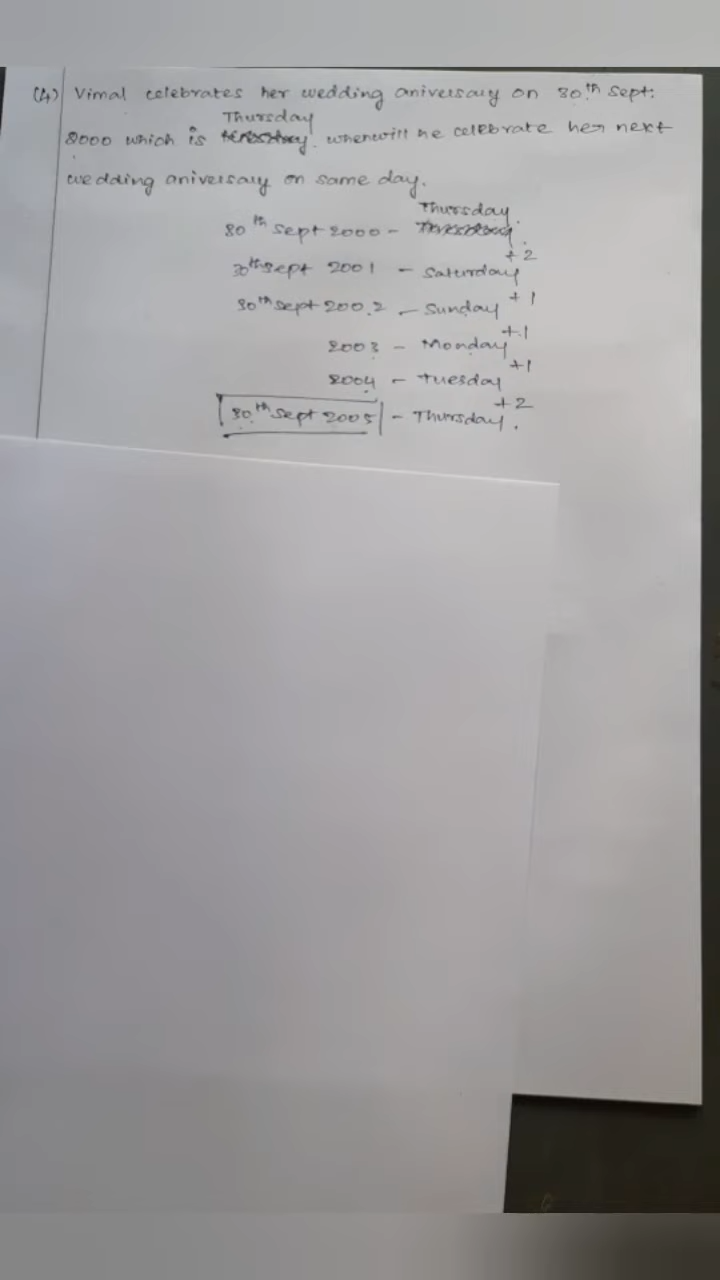 (4) Vimal celebrates her wedding aniversary on 30th Sept:
Thursday
2000 which is . when will he celebrate her next
wedding aniversary on same day.
Thursday.
30th Sept 2000 -
+2
30th Sept 2001 - Saturday
30th Sept 200.2 - Sunday +1
2003 - Monday +1
2004 - Tuesday +1
30th Sept 2005 - Thursday. +2